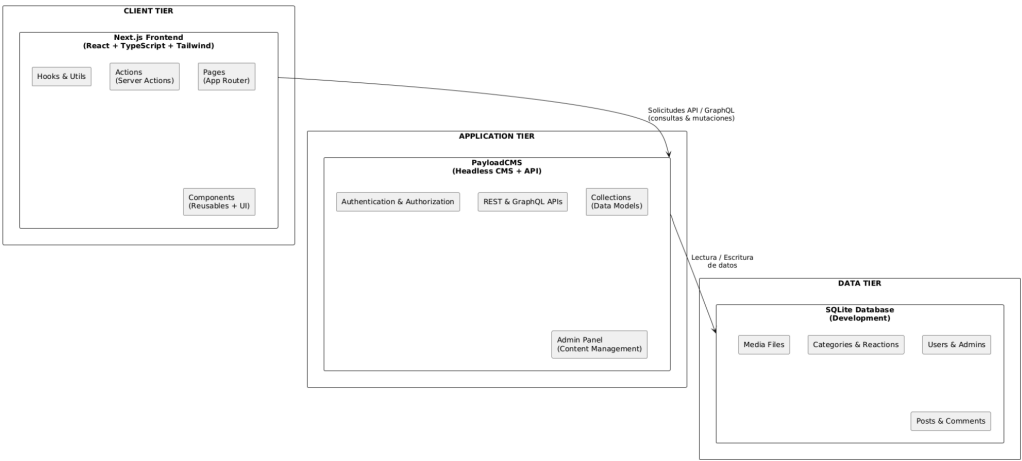 CLIENT TIER
Next.js Frontend
(React + TypeScript + Tailwind)
Hooks & Utils
Actions
(Server Actions)
Pages
(App Router)
Components
(Reusables + UI)
Solicitudes API / GraphQL
(consultas & mutaciones)
APPLICATION TIER
PayloadCMS
(Headless CMS + API)
Authentication & Authorization
REST & GraphQL APIs
Collections
(Data Models)
Admin Panel
(Content Management)
Lectura / Escritura
de datos
DATA TIER
SQLite Database
(Development)
Media Files
Categories & Reactions
Users & Admins
Posts & Comments